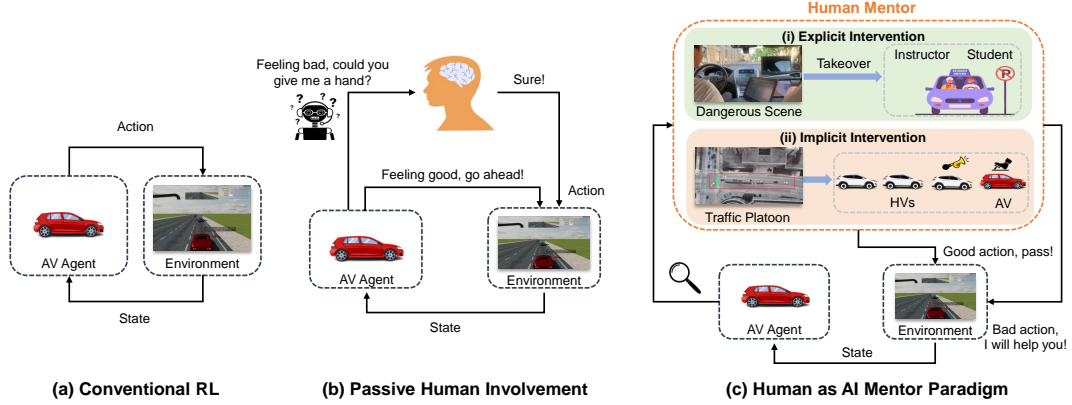 Action
AV Agent
Environment
State
(a) Conventional RL
Feeling bad, could you
give me a hand?
Sure!
Feeling good, go ahead!
Action
AV Agent
Environment
State
(b) Passive Human Involvement
Human Mentor
(i) Explicit Intervention
Takeover
Instructor
Student
Dangerous Scene
(ii) Implicit Intervention
Traffic Platoon
HVs
AV
Good action, pass!
AV Agent
Environment
Bad action,
I will help you!
State
(c) Human as AI Mentor Paradigm